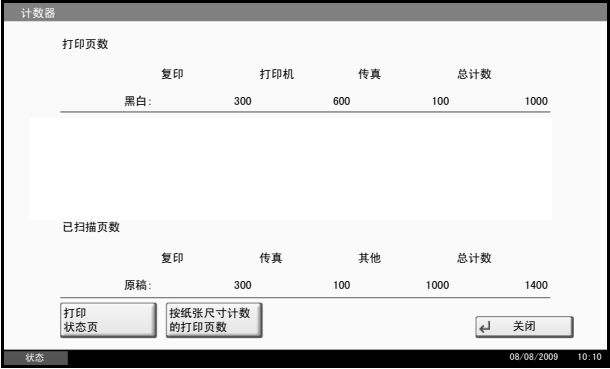 计数器
打印页数
复印 打印机 传真 总计数
黑白: 300 600 100 1000
已扫描页数
复印 传真 其他 总计数
原稿: 300 100 1000 1400
打印
状态页
按纸张尺寸计数
的打印页数
关闭
状态 08/08/2009 10:10